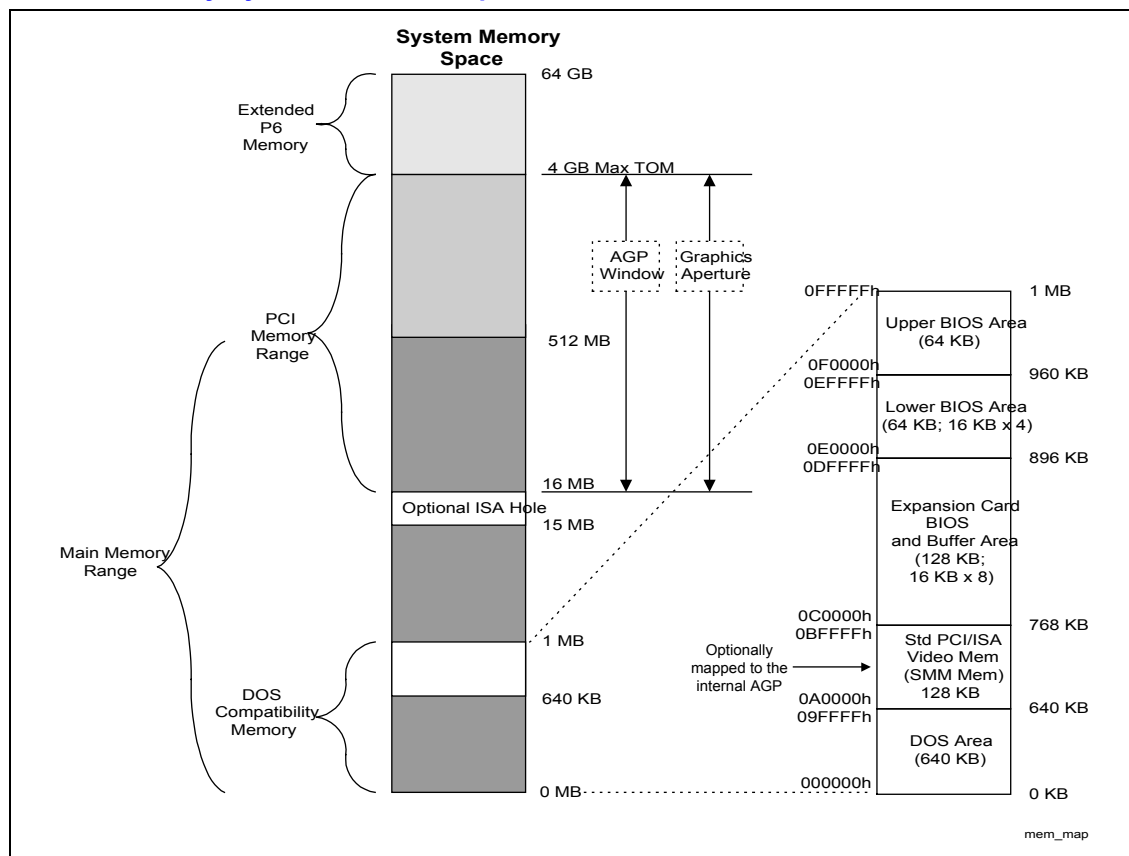 System Memory
Space
64 GB
Extended
P6
Memory
4 GB Max TOM
AGP
Window
Graphics
Aperture
PCI
Memory
Range
512 MB
16 MB
Optional ISA Hole
15 MB
Main Memory
Range
1 MB
DOS
Compatibility
Memory
640 KB
0 MB
0FFFFFh
1 MB
Upper BIOS Area
(64 KB)
0F0000h
0EFFFFh
960 KB
Lower BIOS Area
(64 KB; 16 KB x 4)
0E0000h
0DFFFFh
896 KB
Expansion Card
BIOS
and Buffer Area
(128 KB;
16 KB x 8)
0C0000h
0BFFFFh
768 KB
Optionally
mapped to the
internal AGP
Std PCI/ISA
Video Mem
(SMM Mem)
128 KB
0A0000h
09FFFFh
640 KB
DOS Area
(640 KB)
000000h
0 KB
mem_map